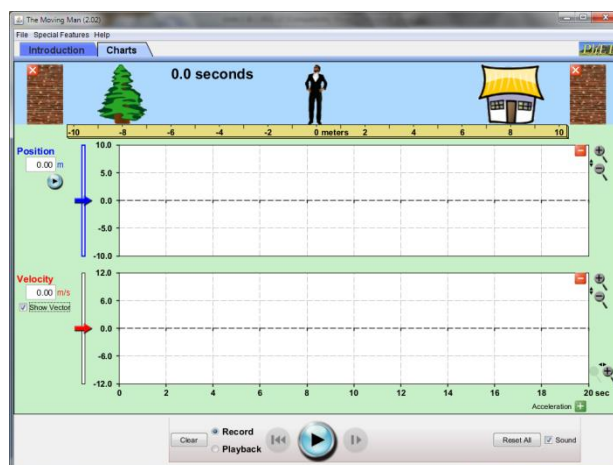 The Moving Man (2.02)
File Special Features Help
Introduction Charts
PhET
0.0 seconds
-10 -8 -6 -4 -2 0 meters 2 4 6 8 10
Position
0.00 m
10.0
5.0
0.0
-5.0
-10.0
Velocity
0.00 m/s
Show Vector
12.0
6.0
0.0
-6.0
-12.0
0 2 4 6 8 10 12 14 16 18 20 sec
Acceleration
Clear
Record
Playback
Reset All
Sound